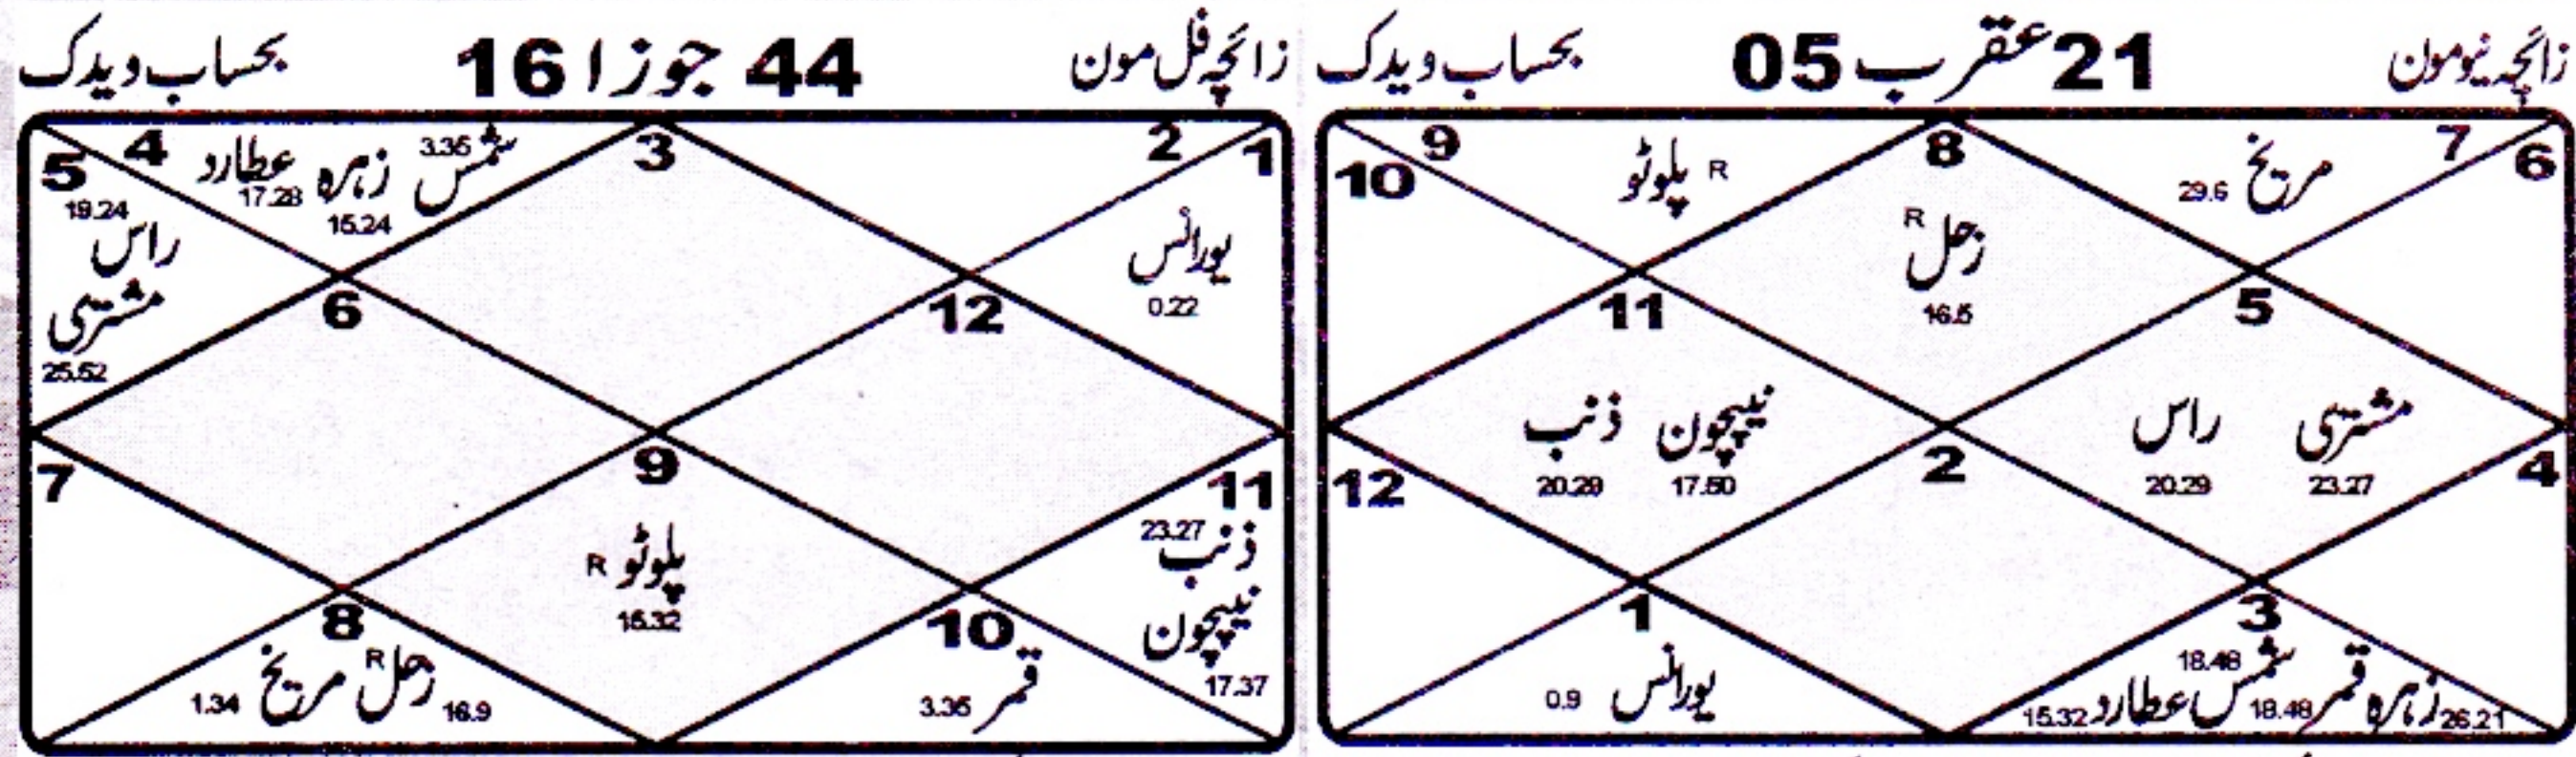 زائچہ نیومون 21 عقرب 05 بحساب ویدک
7 مریخ 29.6
6
8
زحل R 16.5
9 پلوٹو R
10
5
مشتری 23.27 راس 20.29
11
نیپچون 17.50 ذنب 20.29
4
2
12
3
شمس 18.48
زہرہ 26.21 قمر 18.48 عطارد 15.32
1
یورانس 0.9
زائچہ فل مون 44 جوزا 16 بحساب ویدک
2
1
یورانس
0.22
3
4
شمس 3.35 زہرہ 15.24 عطارد 17.28
5
19.24
راس
مشتری
25.52
12
6
11
23.27
ذنب
نیپچون
17.37
9
پلوٹو R
15.32
7
10
قمر 3.35
8
زحل R 16.9 مریخ 1.34